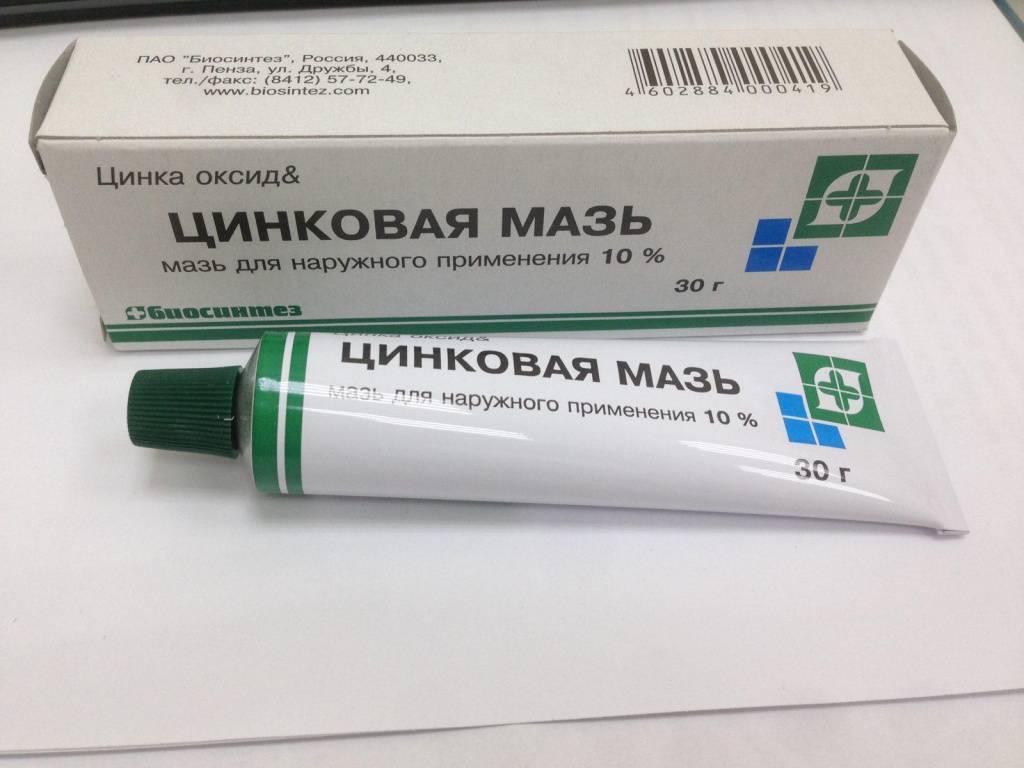 ПАО "Биосинтез", Россия, 440033,
г. Пенза, ул. Дружбы, 4,
тел./факс: (8412) 57-72-49,
www.biosintez.com
4 602884 000419
Цинка оксид&
ЦИНКОВАЯ МАЗЬ
мазь для наружного применения 10 %
30 г
биосинтез
Цинка оксид&
ЦИНКОВАЯ МАЗЬ
мазь для наружного применения 10 %
30 г